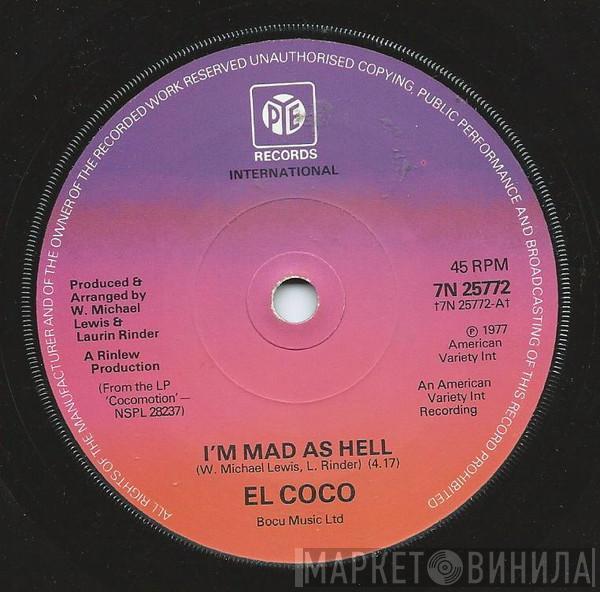 ALL RIGHTS OF THE MANUFACTURER AND OF THE OWNER OF THE RECORDED WORK RESERVED UNAUTHORISED COPYING, PUBLIC PERFORMANCE AND BROADCASTING OF THIS RECORD PROHIBITED
PYE
RECORDS
INTERNATIONAL
Produced &
Arranged by
W. Michael
Lewis &
Laurin Rinder
A Rinlew
Production
(From the LP
'Cocomotion'–
NSPL 28237)
45 RPM
7N 25772
†7N 25772-A†
℗ 1977
American
Variety Int
An American
Variety Int
Recording
I'M MAD AS HELL
(W. Michael Lewis, L. Rinder) (4.17)
EL COCO
Bocu Music Ltd
МАРКЕТ ВИНИЛА